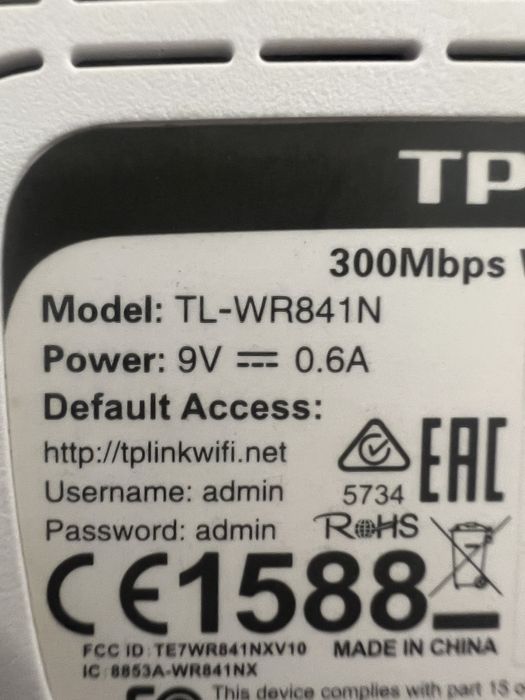 TP
300Mbps
Model: TL-WR841N
Power: 9V ⎓ 0.6A
Default Access:
http://tplinkwifi.net
Username: admin
5734
EAC
Password: admin
RoHS
CE1588
FCC ID: TE7WR841NXV10
MADE IN CHINA
IC: 8853A-WR841NX
This device complies with part 15